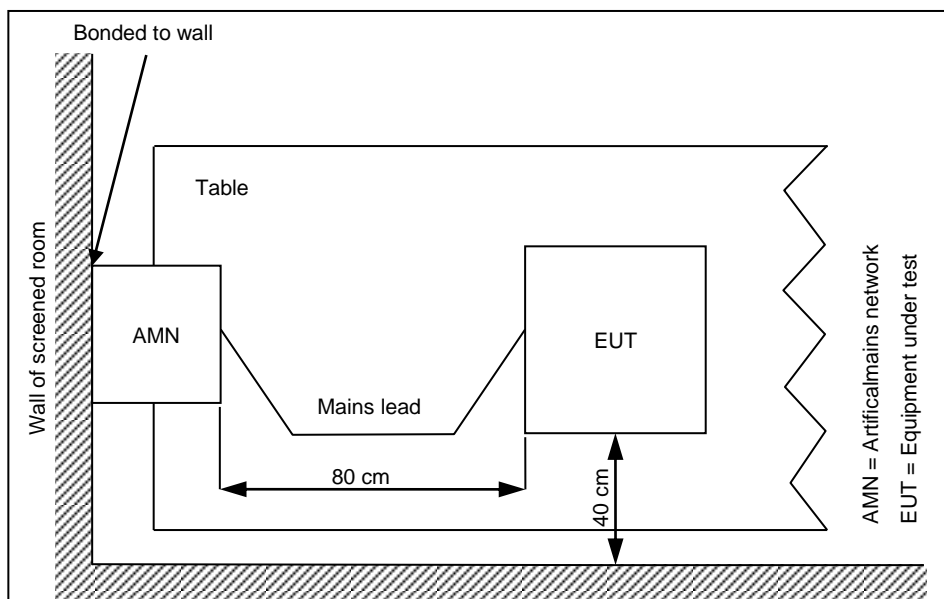 Bonded to wall
Table
Wall of screened room
AMN
EUT
Mains lead
80 cm
40 cm
AMN = Artificalmains network
EUT = Equipment under test